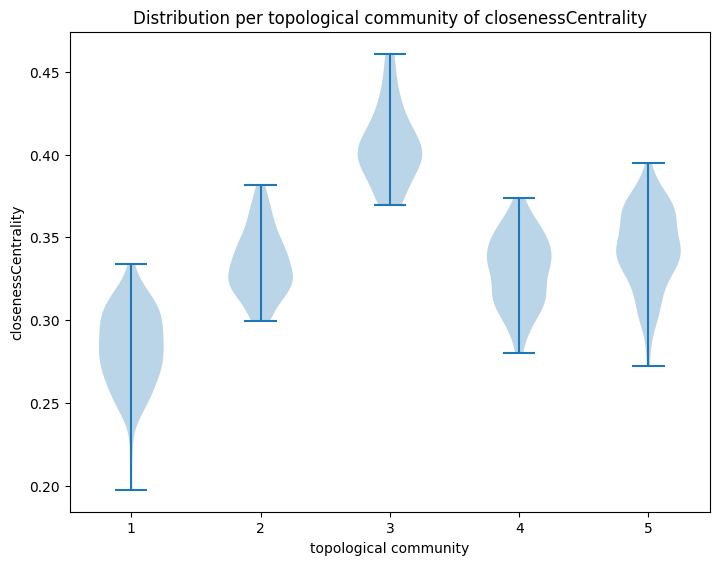 Distribution per topological community of closenessCentrality
closenessCentrality
0.45
0.40
0.35
0.30
0.25
0.20
1 2 3 4 5
topological community